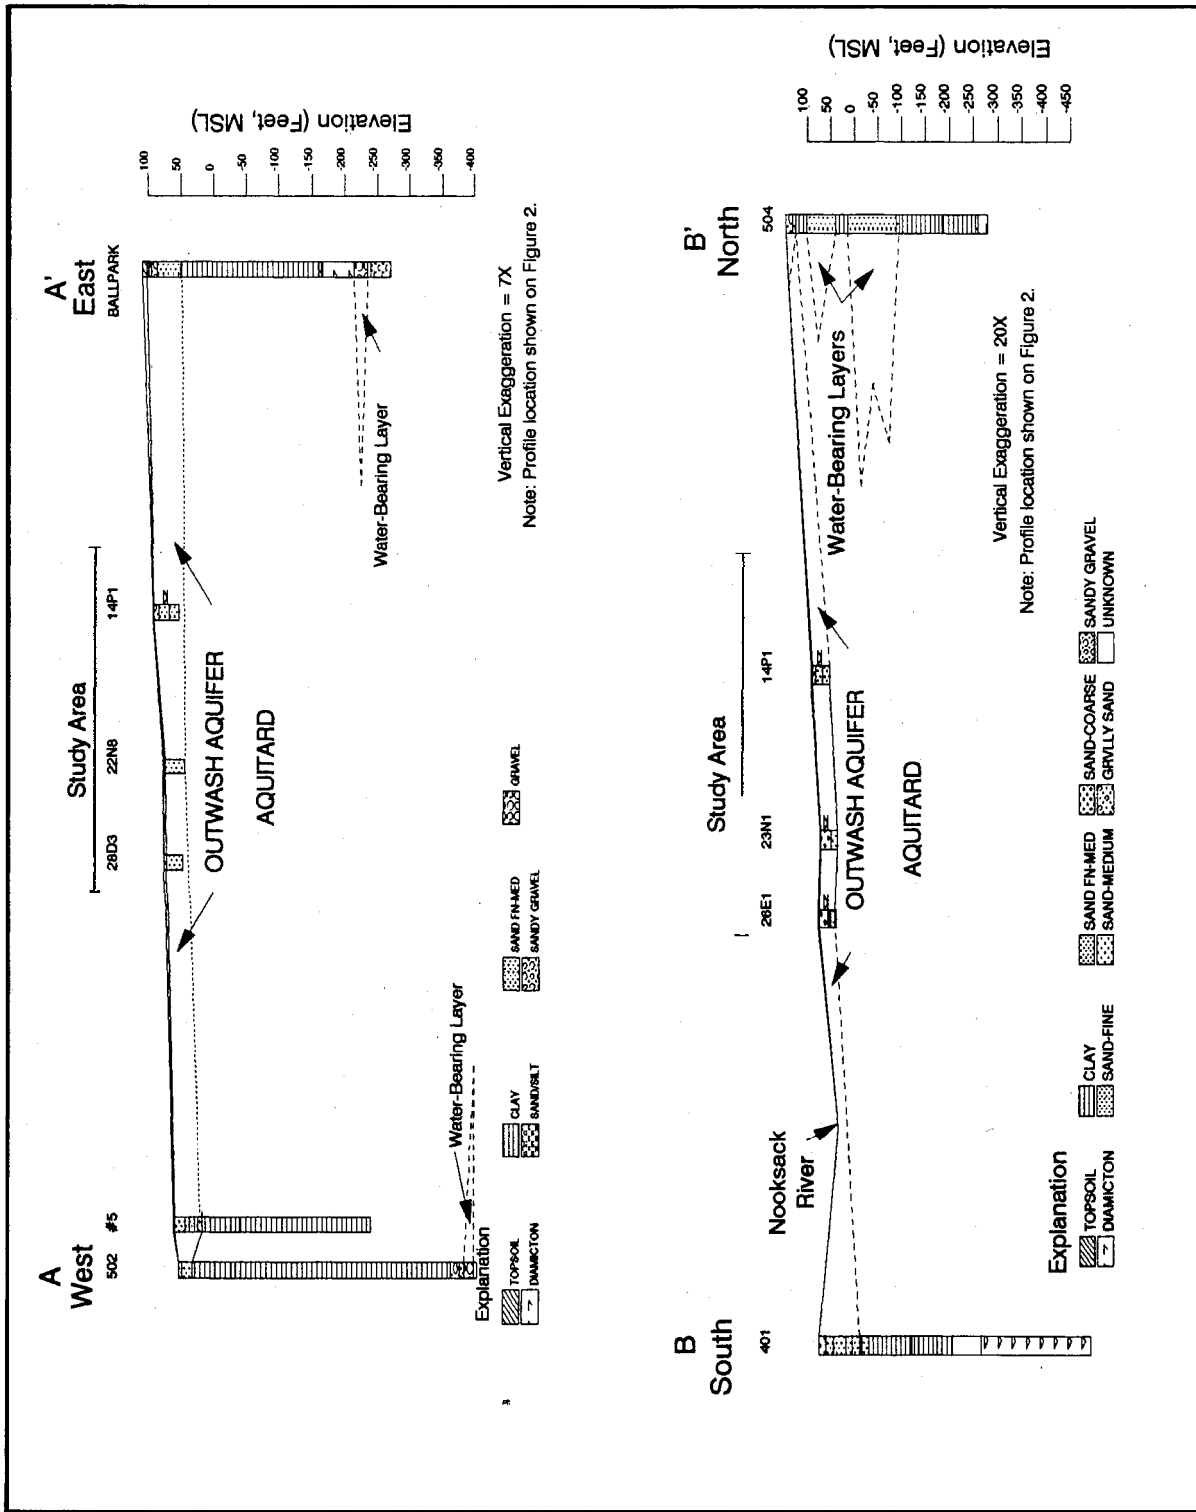 A
West
A'
East
502
#5
28D3
22N8
14P1
BALLPARK
Study Area
OUTWASH AQUIFER
AQUITARD
Water-Bearing Layer
Water-Bearing Layer
100
50
0
-50
-100
-150
-200
-250
-300
-350
-400
Elevation (Feet, MSL)
Vertical Exaggeration = 7X
Note: Profile location shown on Figure 2.
Explanation
TOPSOIL
CLAY
SAND FN-MED
GRAVEL
DIAMICTON
SAND/SILT
SANDY GRAVEL
B
South
B'
North
401
26E1
23N1
14P1
504
Study Area
Nooksack
River
OUTWASH AQUIFER
AQUITARD
Water-Bearing Layers
100
50
0
-50
-100
-150
-200
-250
-300
-350
-400
-450
Elevation (Feet, MSL)
Vertical Exaggeration = 20X
Note: Profile location shown on Figure 2.
Explanation
TOPSOIL
CLAY
SAND FN-MED
SAND-COARSE
SANDY GRAVEL
DIAMICTON
SAND-FINE
SAND-MEDIUM
GRVLLY SAND
UNKNOWN